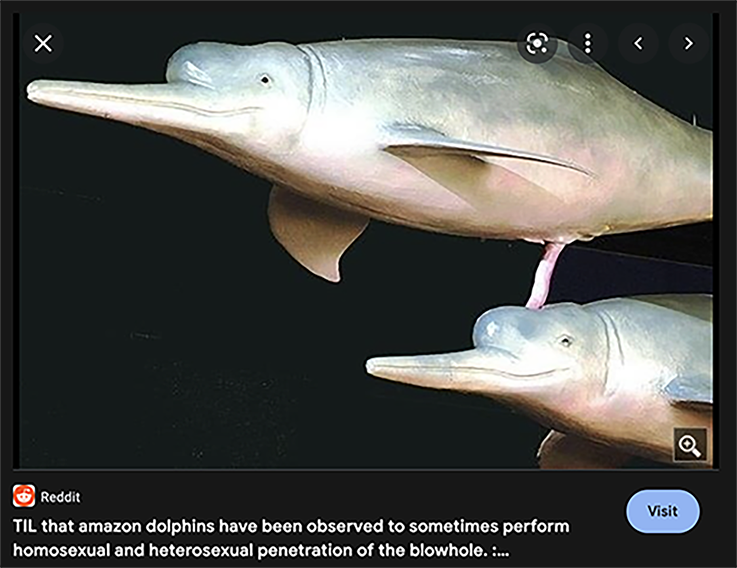 Reddit
Visit
TIL that amazon dolphins have been observed to sometimes perform
homosexual and heterosexual penetration of the blowhole. :...